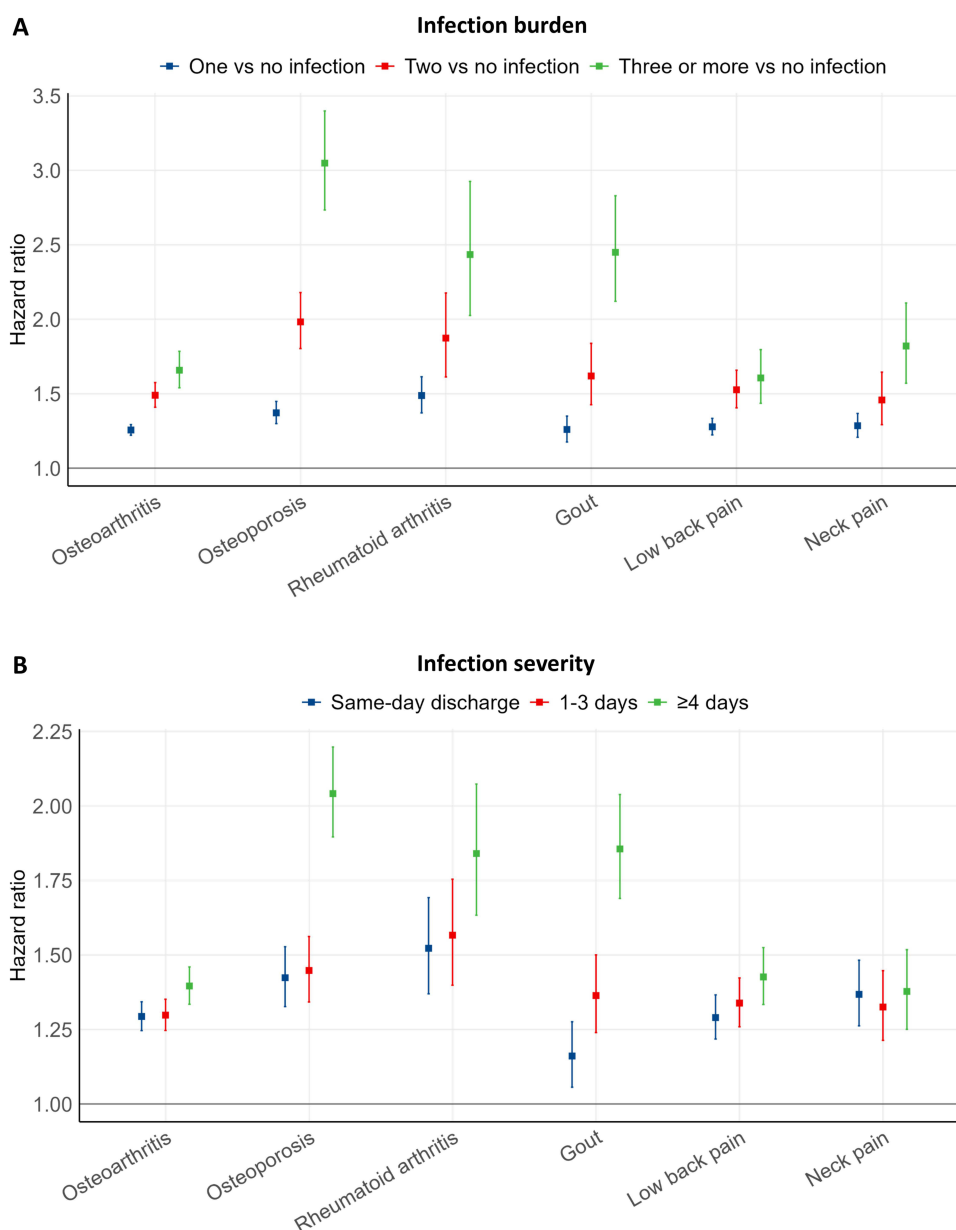 A
Infection burden
One vs no infection Two vs no infection Three or more vs no infection
3.5
3.0
2.5
2.0
1.5
1.0
Hazard ratio
Osteoarthritis
Osteoporosis
Rheumatoid arthritis
Gout
Low back pain
Neck pain
B
Infection severity
Same-day discharge 1-3 days ≥4 days
2.25
2.00
1.75
1.50
1.25
1.00
Hazard ratio
Osteoarthritis
Osteoporosis
Rheumatoid arthritis
Gout
Low back pain
Neck pain